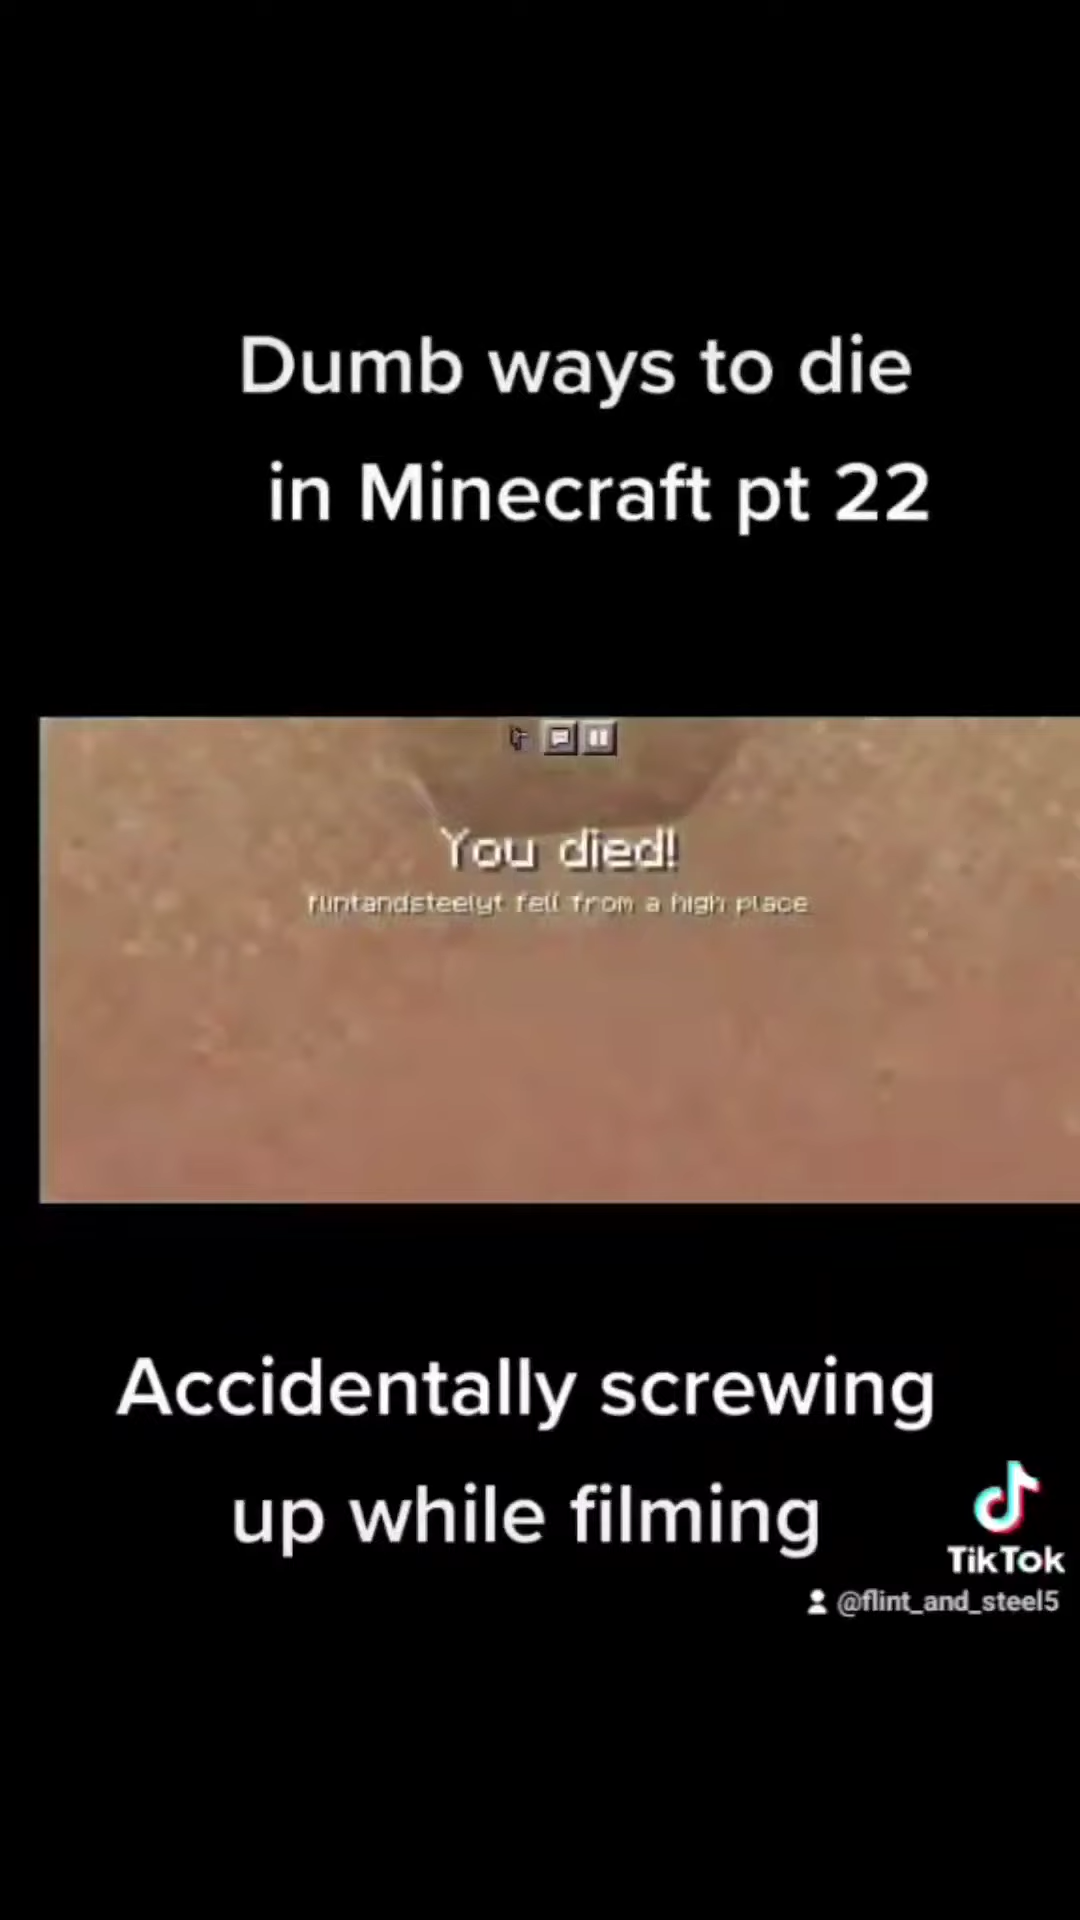 Dumb ways to die
in Minecraft pt 22
You died!
flintandsteelyt fell from a high place
Accidentally screwing
up while filming
TikTok
@flint_and_steel5